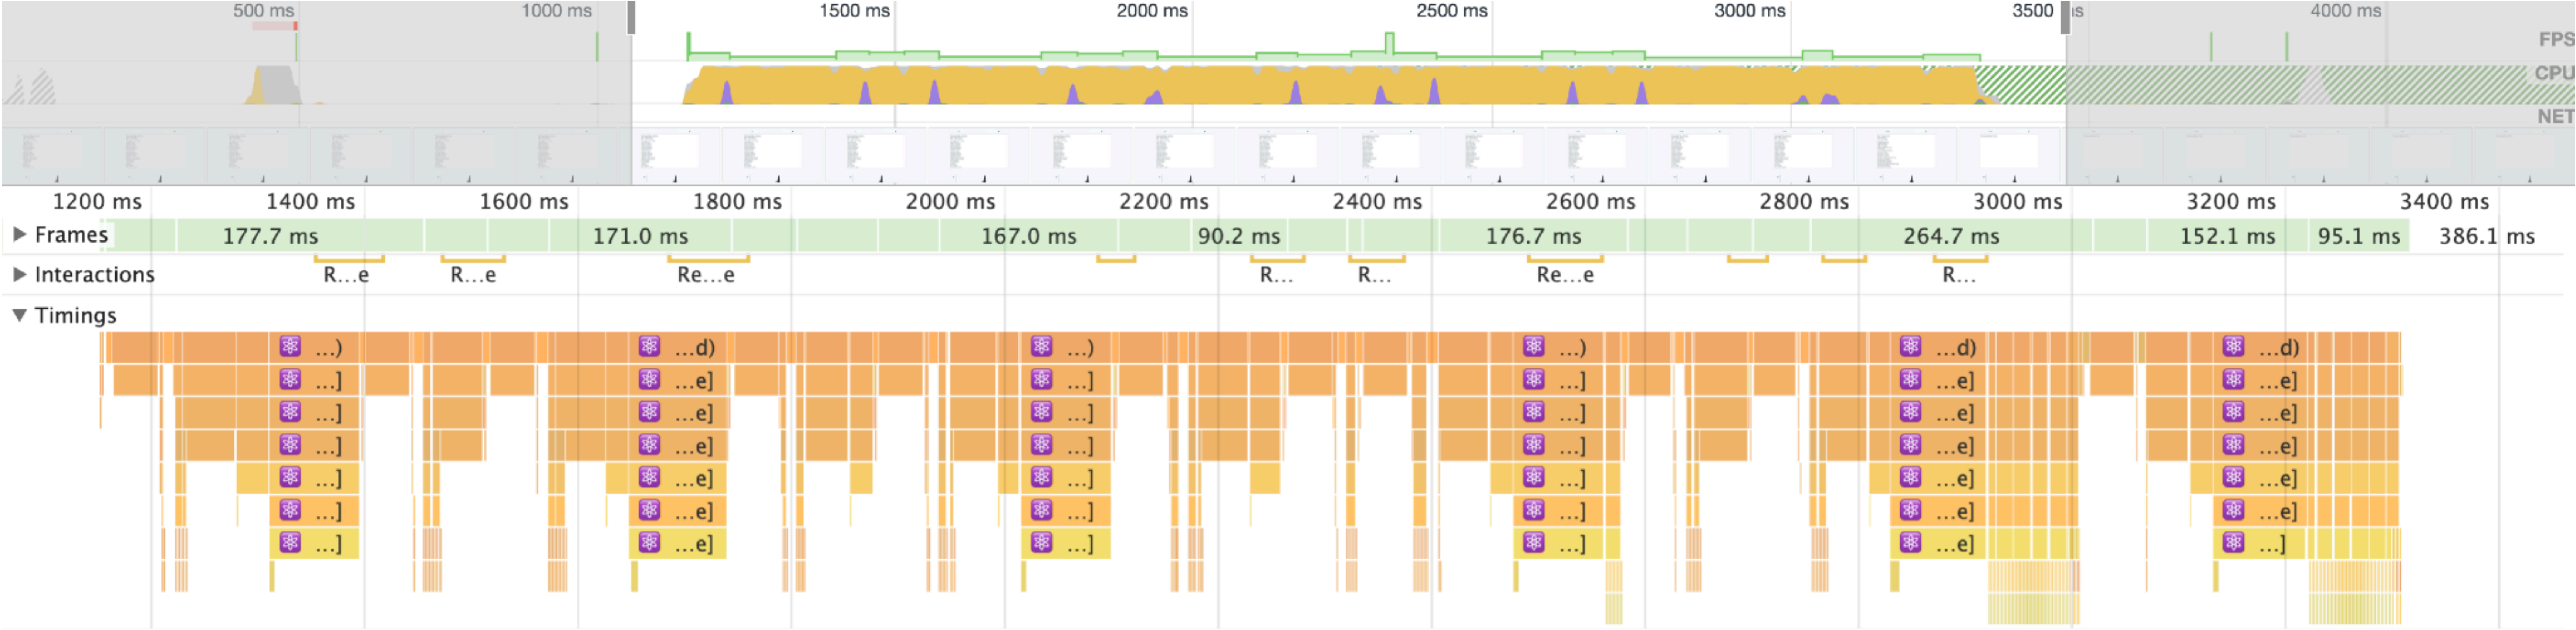 500 ms 1000 ms 1500 ms 2000 ms 2500 ms 3000 ms 3500 ms 4000 ms
FPS
CPU
NET
1200 ms 1400 ms 1600 ms 1800 ms 2000 ms 2200 ms 2400 ms 2600 ms 2800 ms 3000 ms 3200 ms 3400 ms
Frames 177.7 ms 171.0 ms 167.0 ms 90.2 ms 176.7 ms 264.7 ms 152.1 ms 95.1 ms 386.1 ms
Interactions R...e R...e Re...e R... R... Re...e R...
Timings
...) ...d) ...) ...) ...d) ...d)
...] ...e] ...] ...] ...e] ...e]
...] ...e] ...] ...] ...e] ...e]
...] ...e] ...] ...] ...e] ...e]
...] ...e] ...] ...] ...e] ...e]
...] ...e] ...] ...] ...e] ...e]
...] ...e] ...] ...] ...e] ...]